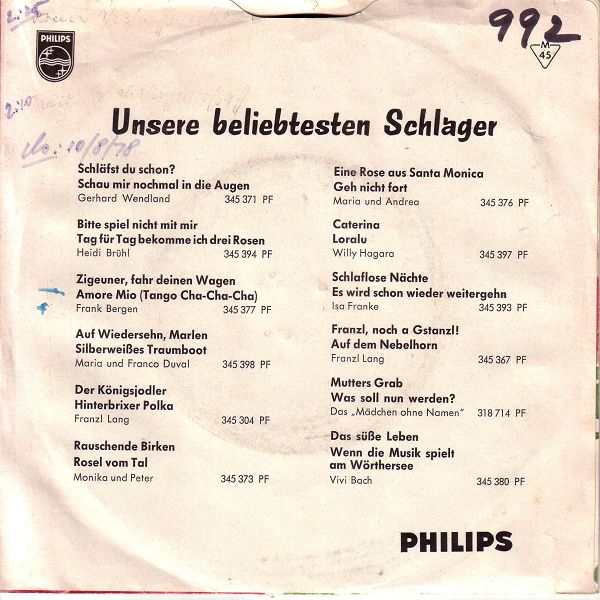 2:25
992
PHILIPS
M
45
2:10
10/8/78
Unsere beliebtesten Schlager
Schläfst du schon?
Schau mir nochmal in die Augen
Gerhard Wendland 345 371 PF
Bitte spiel nicht mit mir
Tag für Tag bekomme ich drei Rosen
Heidi Brühl 345 394 PF
Zigeuner, fahr deinen Wagen
Amore Mio (Tango Cha-Cha-Cha)
Frank Bergen 345 377 PF
Auf Wiedersehn, Marlen
Silberweißes Traumboot
Maria und Franco Duval 345 398 PF
Der Königsjodler
Hinterbrixer Polka
Franzl Lang 345 304 PF
Rauschende Birken
Rosel vom Tal
Monika und Peter 345 373 PF
Eine Rose aus Santa Monica
Geh nicht fort
Maria und Andrea 345 376 PF
Caterina
Loralu
Willy Hagara 345 397 PF
Schlaflose Nächte
Es wird schon wieder weitergehn
Isa Franke 345 393 PF
Franzl, noch a Gstanzl!
Auf dem Nebelhorn
Franzl Lang 345 367 PF
Mutters Grab
Was soll nun werden?
Das „Mädchen ohne Namen" 318 714 PF
Das süße Leben
Wenn die Musik spielt
am Wörthersee
Vivi Bach 345 380 PF
PHILIPS